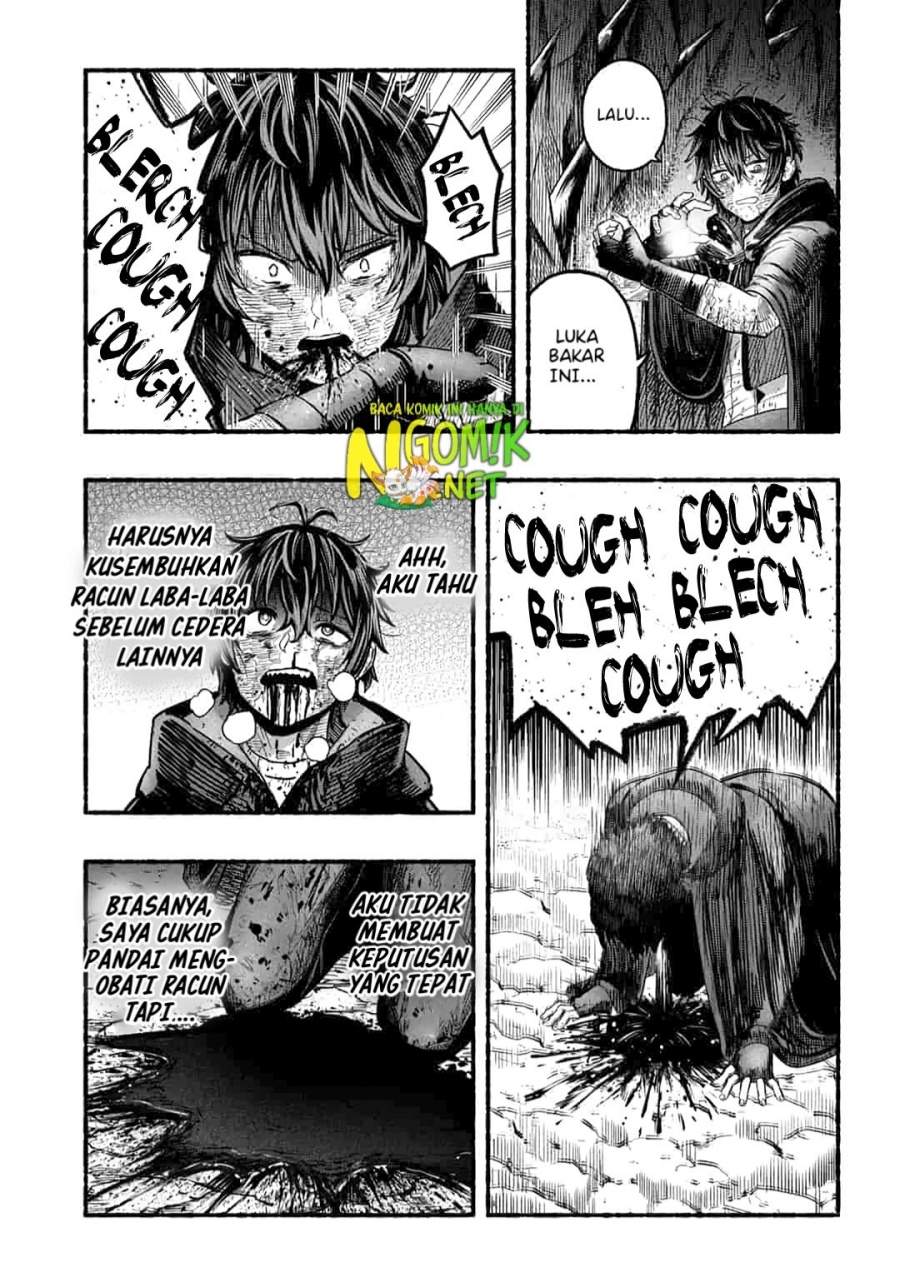 LALU...
LUKA
BAKAR
INI...
BLECH
BLERCH
COUGH
COUGH
BACA KOMIK INI HANYA DI
NGOM!K
.NET
COUGH COUGH
BLEH BLECH
COUGH
AHH,
AKU TAHU
HARUSNYA
KUSEMBUHKAN
RACUN LABA-LABA
SEBELUM CEDERA
LAINNYA
AKU TIDAK
MEMBUAT
KEPUTUSAN
YANG TEPAT
BIASANYA,
SAYA CUKUP
PANDAI MENG-
OBATI RACUN
TAPI....